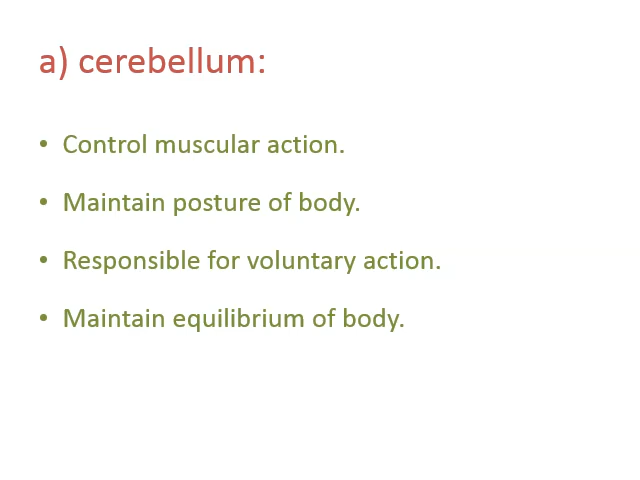 a) cerebellum:
• Control muscular action.
• Maintain posture of body.
• Responsible for voluntary action.
• Maintain equilibrium of body.